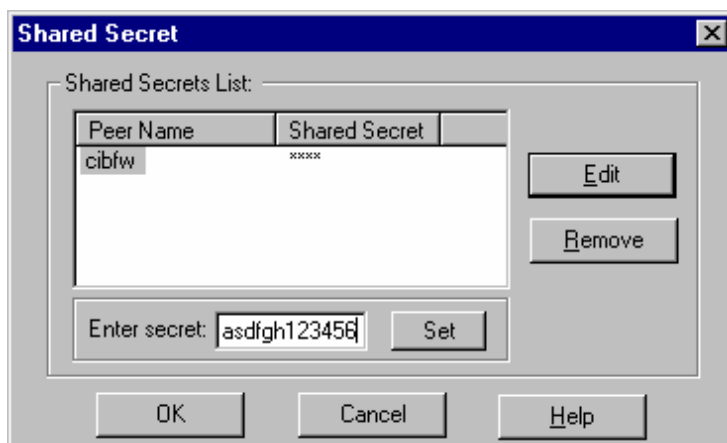 Shared Secret
Shared Secrets List:
Peer Name Shared Secret
cibfw ****
Edit
Remove
Enter secret: asdfgh123456 Set
OK Cancel Help